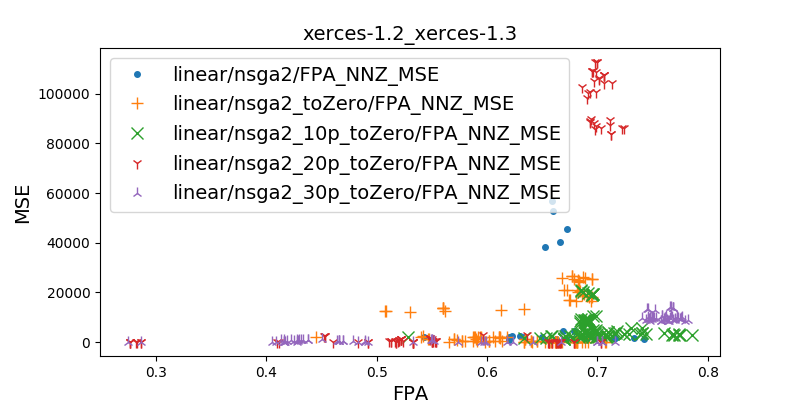 xerces-1.2_xerces-1.3
linear/nsga2/FPA_NNZ_MSE
linear/nsga2_toZero/FPA_NNZ_MSE
linear/nsga2_10p_toZero/FPA_NNZ_MSE
linear/nsga2_20p_toZero/FPA_NNZ_MSE
linear/nsga2_30p_toZero/FPA_NNZ_MSE
MSE
100000
80000
60000
40000
20000
0
0.3 0.4 0.5 0.6 0.7 0.8
FPA